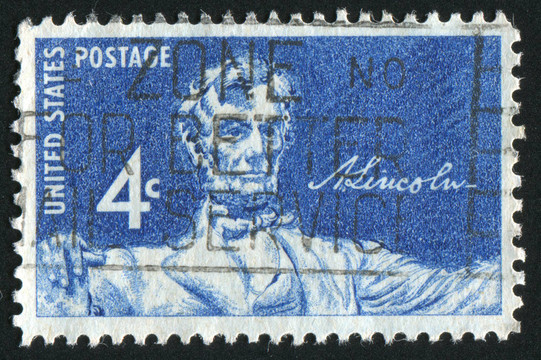 UNITED STATES POSTAGE
4c
A. Lincoln
ZONE NO
FOR BETTER
SERVICE